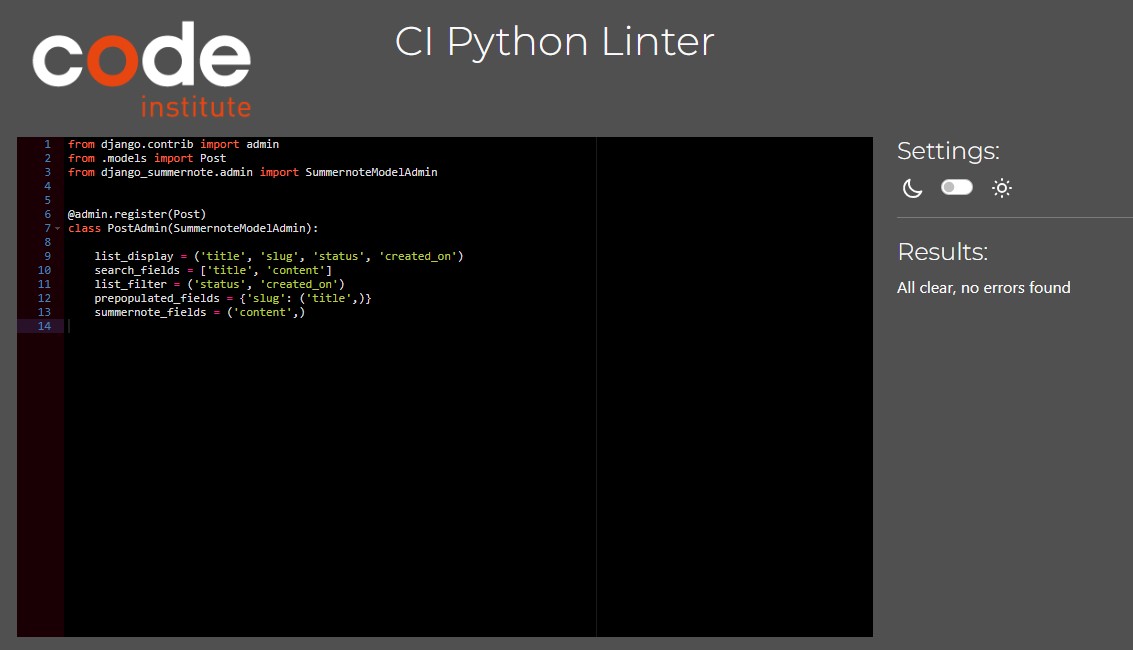 code
institute
CI Python Linter
1 from django.contrib import admin
2 from .models import Post
3 from django_summernote.admin import SummernoteModelAdmin
4
5
6 @admin.register(Post)
7 class PostAdmin(SummernoteModelAdmin):
8
9     list_display = ('title', 'slug', 'status', 'created_on')
10     search_fields = ['title', 'content']
11     list_filter = ('status', 'created_on')
12     prepopulated_fields = {'slug': ('title',)}
13     summernote_fields = ('content',)
14
Settings:
Results:
All clear, no errors found